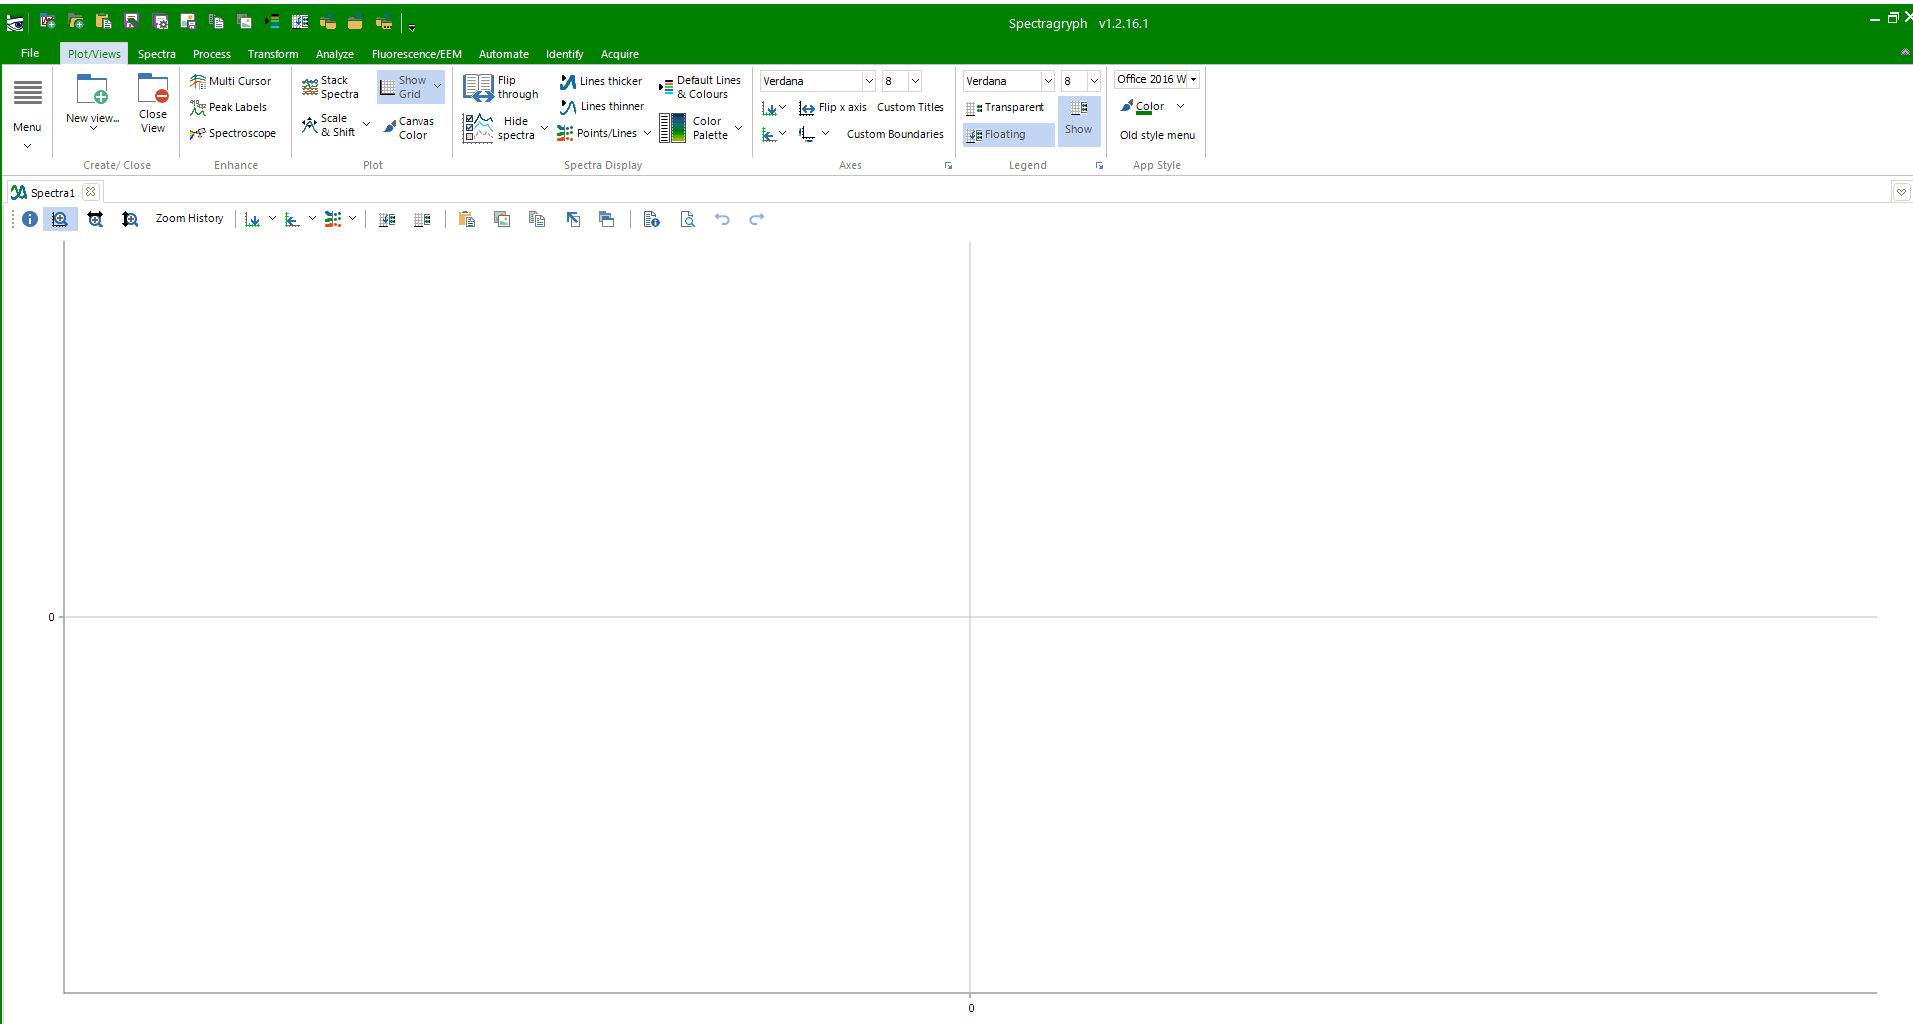 Spectragryph v1.2.16.1
File Plot/Views Spectra Process Transform Analyze Fluorescence/EEM Automate Identify Acquire
Menu
New view...
Close
View
Create/ Close
Multi Cursor
Peak Labels
Spectroscope
Enhance
Stack
Spectra
Scale
& Shift
Show
Grid
Canvas
Color
Plot
Flip
through
Hide
spectra
Lines thicker
Lines thinner
Points/Lines
Default Lines
& Colours
Color
Palette
Spectra Display
Verdana 8
Flip x axis Custom Titles
Custom Boundaries
Axes
Verdana 8
Transparent
Floating
Show
Legend
Office 2016 W
Color
Old style menu
App Style
Spectra1
Zoom History
0
0